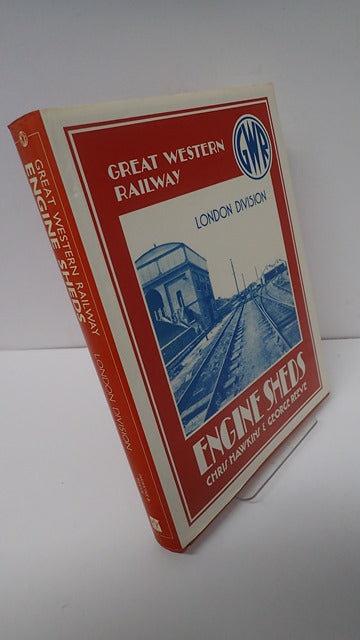 GREAT WESTERN
RAILWAY
GWR
LONDON DIVISION
ENGINE SHEDS
CHRIS HAWKINS & GEORGE REEVE
GREAT WESTERN RAILWAY
ENGINE SHEDS
LONDON DIVISION